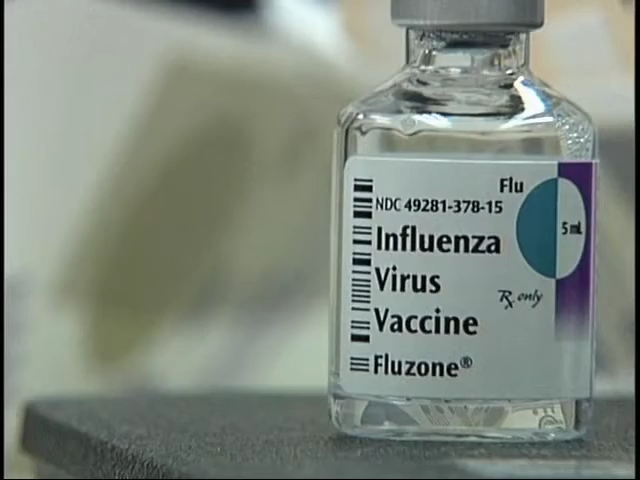 Flu
NDC 49281-378-15
5 mL
Influenza
Virus
Vaccine
Rx only
Fluzone®